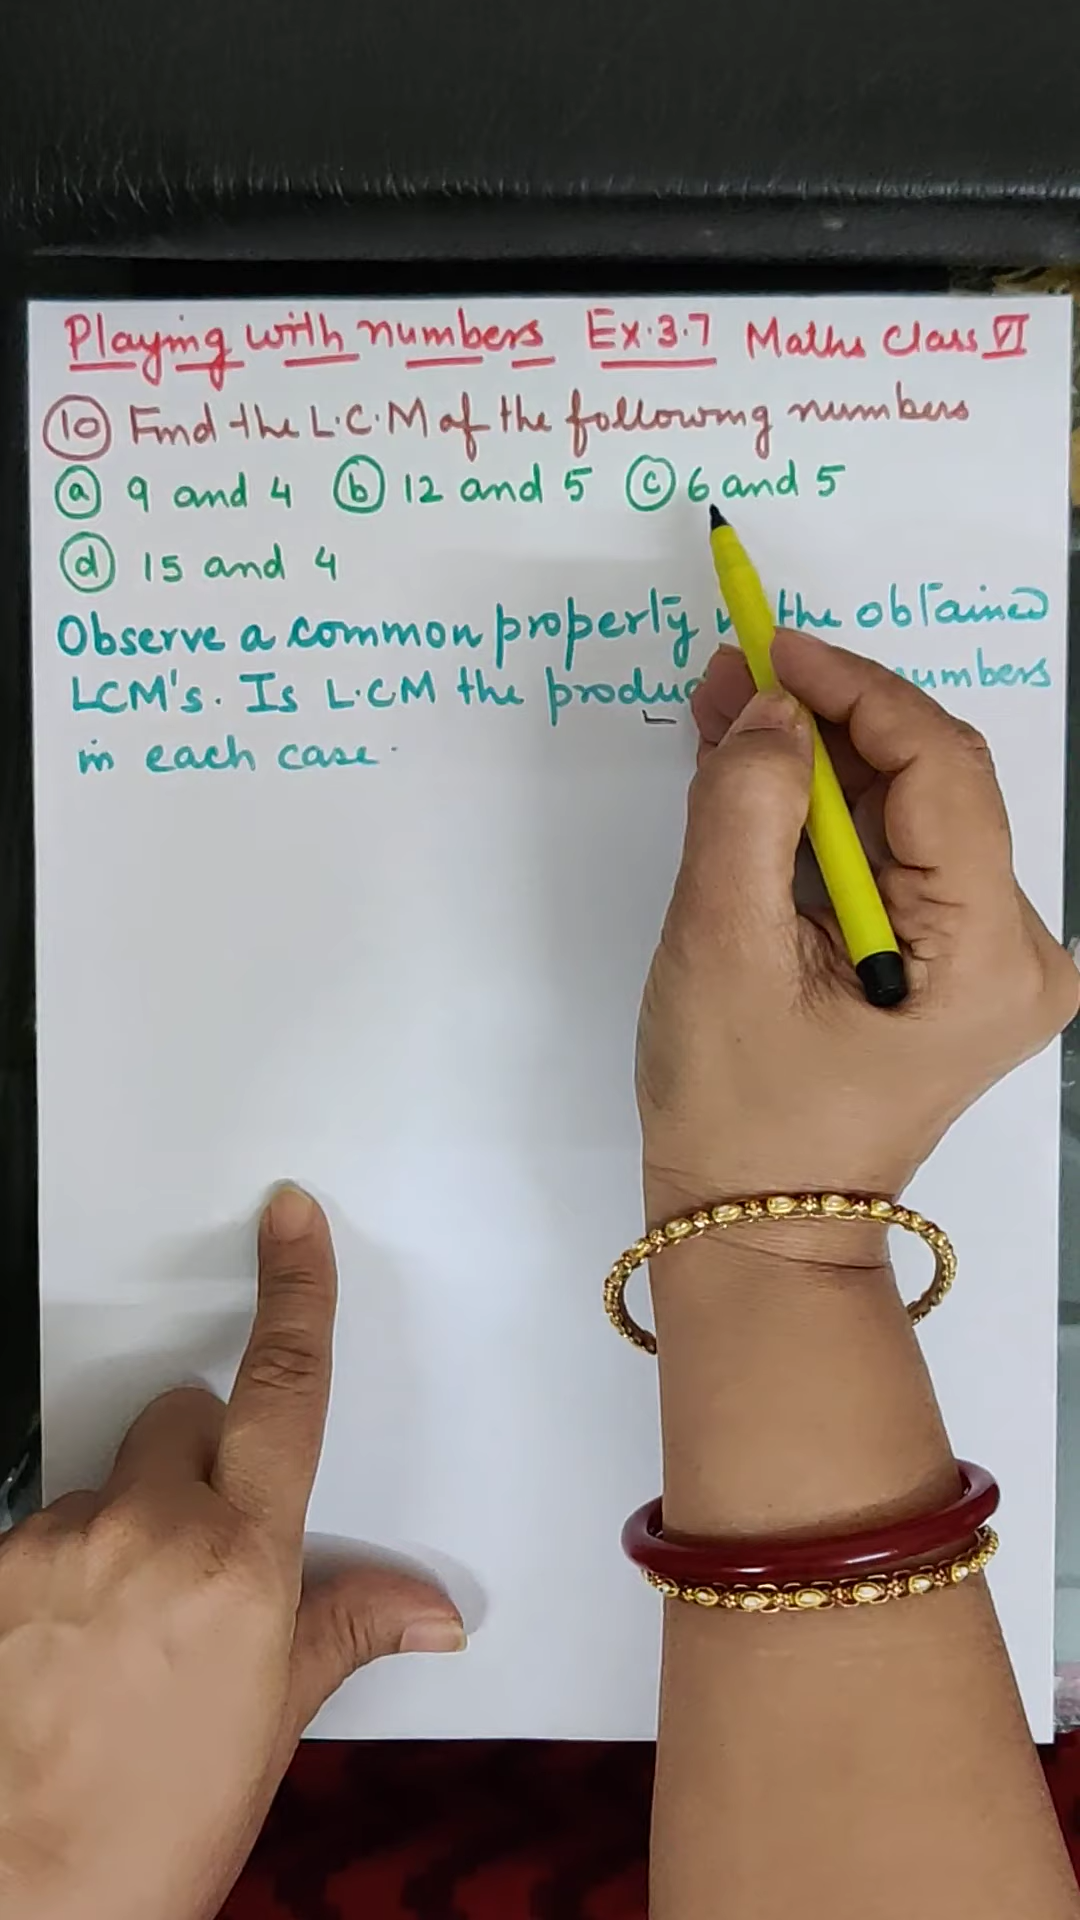 Playing with numbers Ex.3.7 Maths Class VI
10 Find the L.C.M of the following numbers
a 9 and 4 b 12 and 5 c 6 and 5
d 15 and 4
Observe a common property the obtained
LCM's. Is L.CM the numbers
in each case.